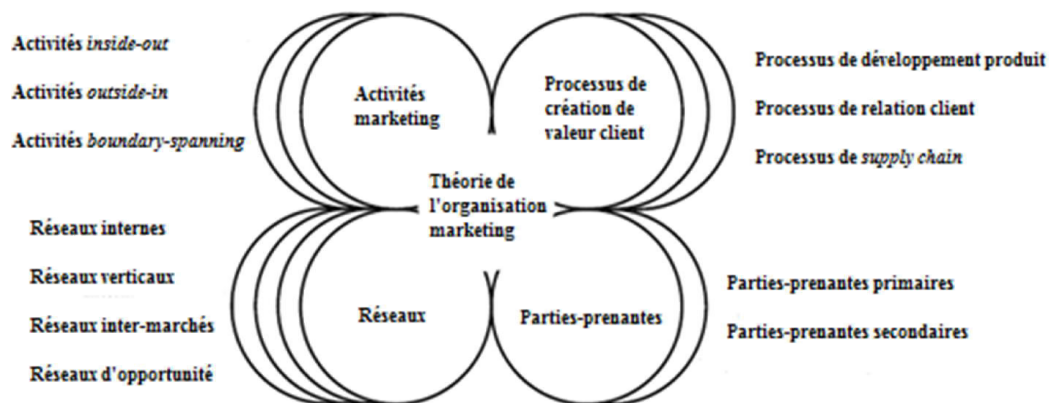 Activités inside-out
Activités outside-in
Activités boundary-spanning
Activités
marketing
Processus de
création de
valeur client
Processus de développement produit
Processus de relation client
Processus de supply chain
Théorie de
l'organisation
marketing
Réseaux internes
Réseaux verticaux
Réseaux inter-marchés
Réseaux d'opportunité
Réseaux
Parties-prenantes
Parties-prenantes primaires
Parties-prenantes secondaires